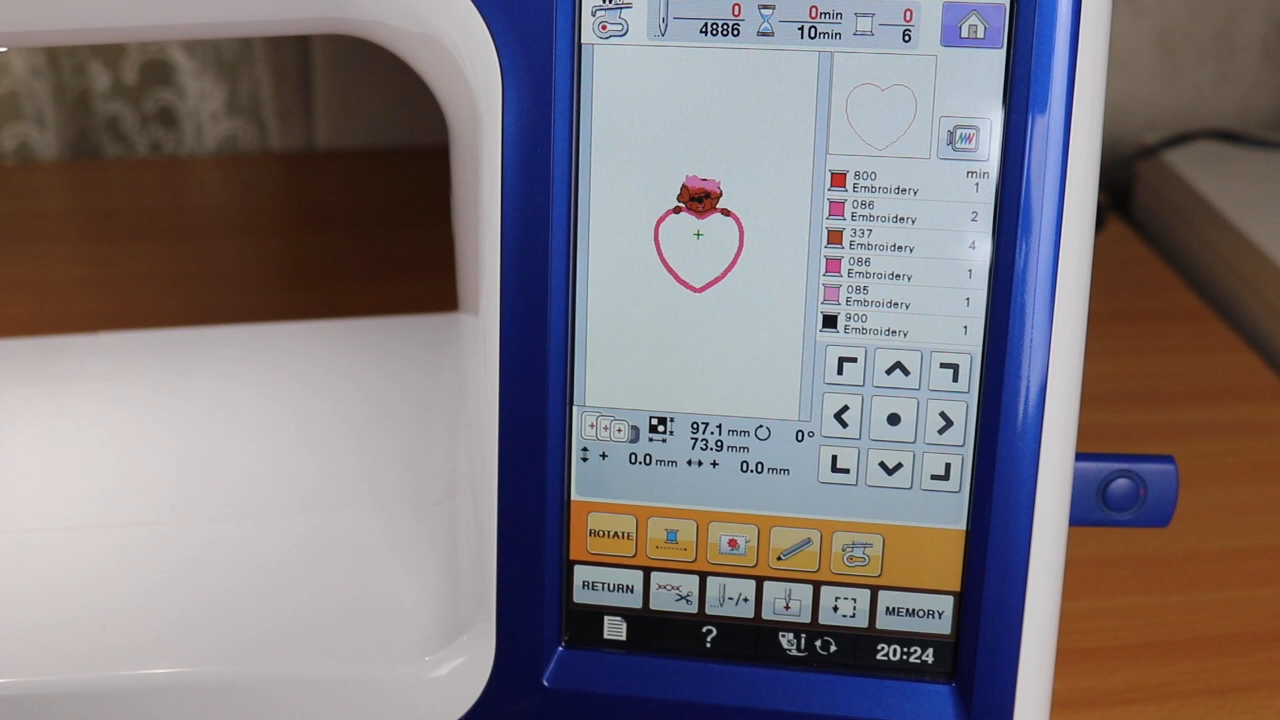 0 0min 0
4886 10min 6
min
800
Embroidery 1
086
Embroidery 2
337
Embroidery 4
086
Embroidery 1
085
Embroidery 1
900
Embroidery 1
97.1 mm 0°
73.9 mm
+ 0.0 mm + 0.0 mm
ROTATE
RETURN -/+ MEMORY
? i 20:24